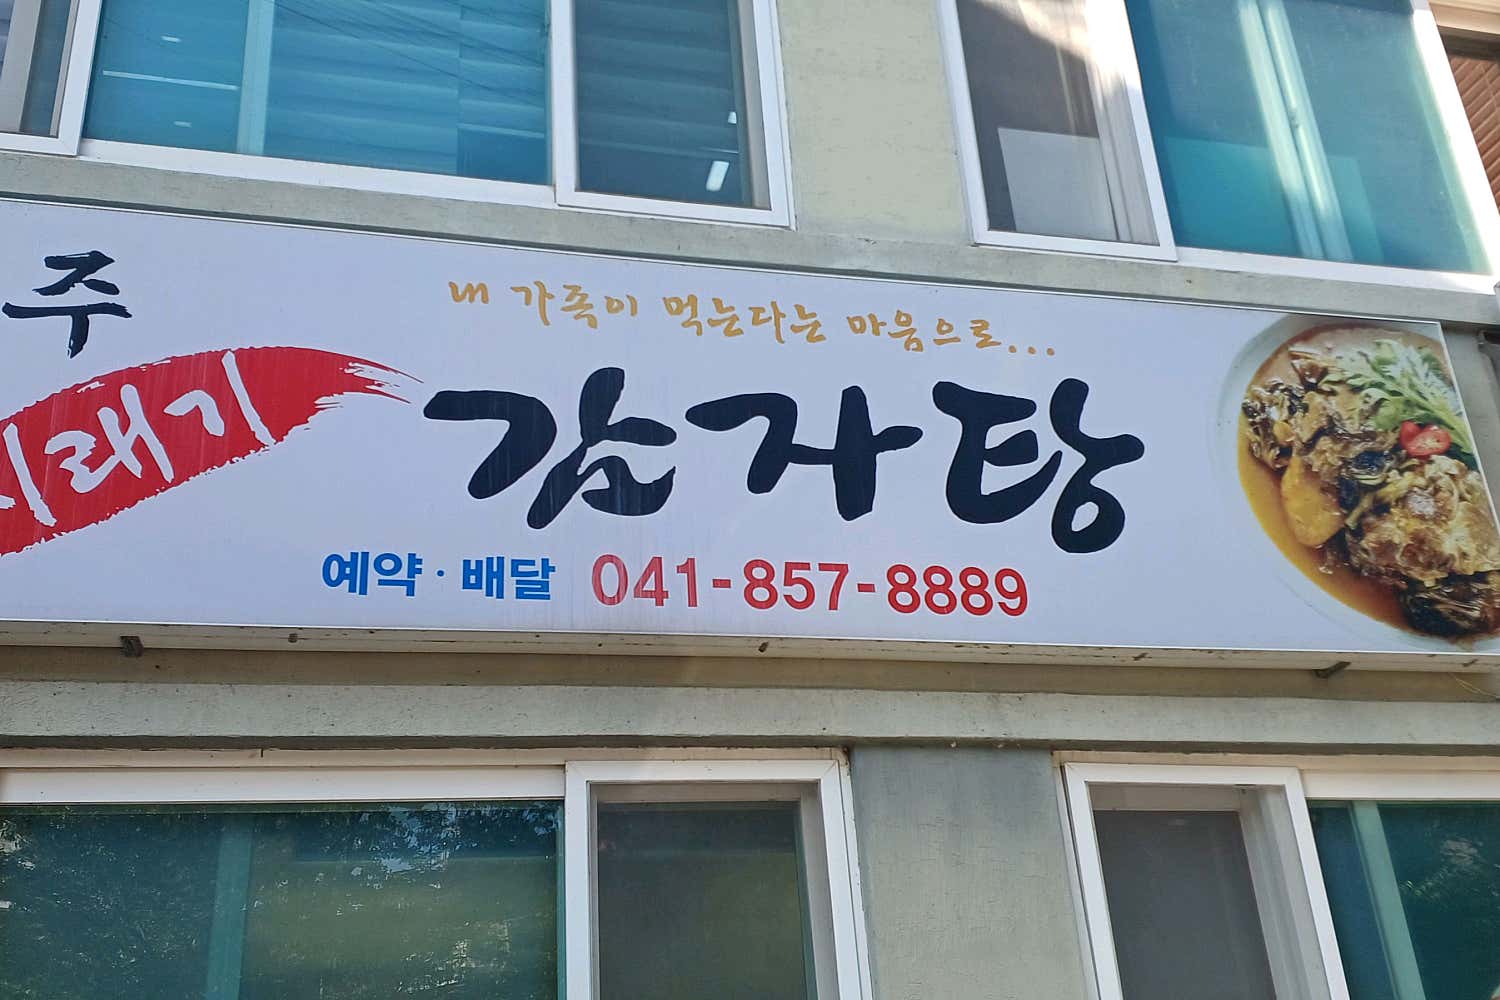 주
시래기
내 가족이 먹는다는 마음으로...
감자탕
예약·배달 041-857-8889